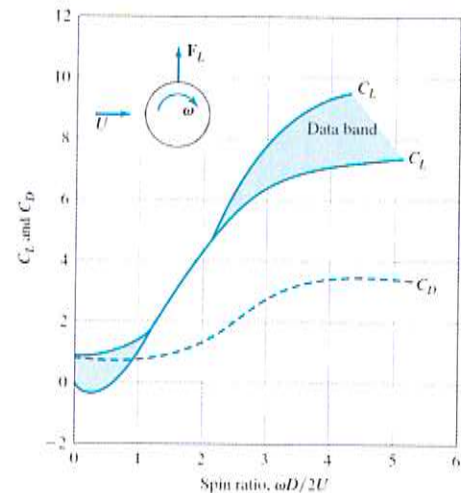 12
F_L
10
C_L
U
ω
Data band
8
C_L
6
C_L and C_D
4
C_D
2
0
−2
0
1
2
3
4
5
6
Spin ratio, ωD/2U